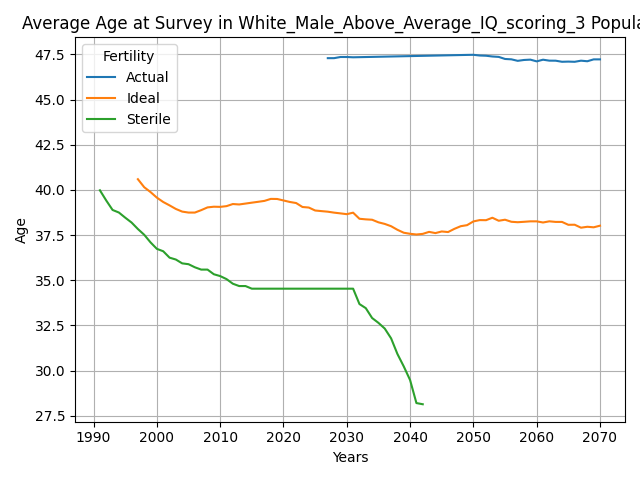 Average Age at Survey in White_Male_Above_Average_IQ_scoring_3 Popula
Fertility
Actual
Ideal
Sterile
47.5
45.0
42.5
40.0
37.5
35.0
32.5
30.0
27.5
Age
1990 2000 2010 2020 2030 2040 2050 2060 2070
Years